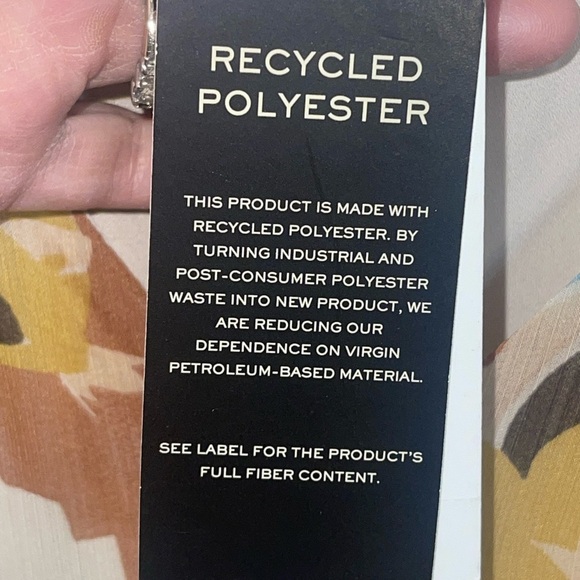 RECYCLED
POLYESTER
THIS PRODUCT IS MADE WITH
RECYCLED POLYESTER. BY
TURNING INDUSTRIAL AND
POST-CONSUMER POLYESTER
WASTE INTO NEW PRODUCT, WE
ARE REDUCING OUR
DEPENDENCE ON VIRGIN
PETROLEUM-BASED MATERIAL.
SEE LABEL FOR THE PRODUCT'S
FULL FIBER CONTENT.